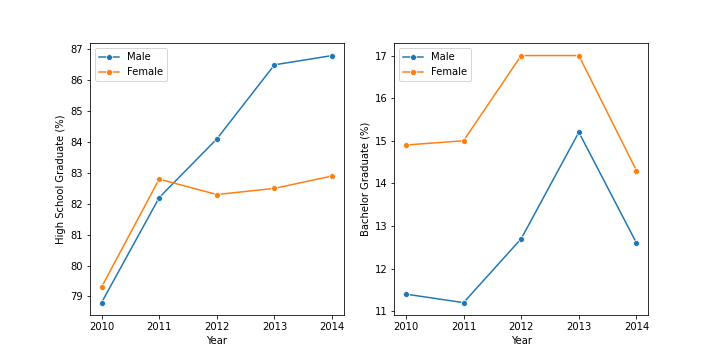 Male
Female
87
86
85
84
83
82
81
80
79
High School Graduate (%)
2010 2011 2012 2013 2014
Year
Male
Female
17
16
15
14
13
12
11
Bachelor Graduate (%)
2010 2011 2012 2013 2014
Year